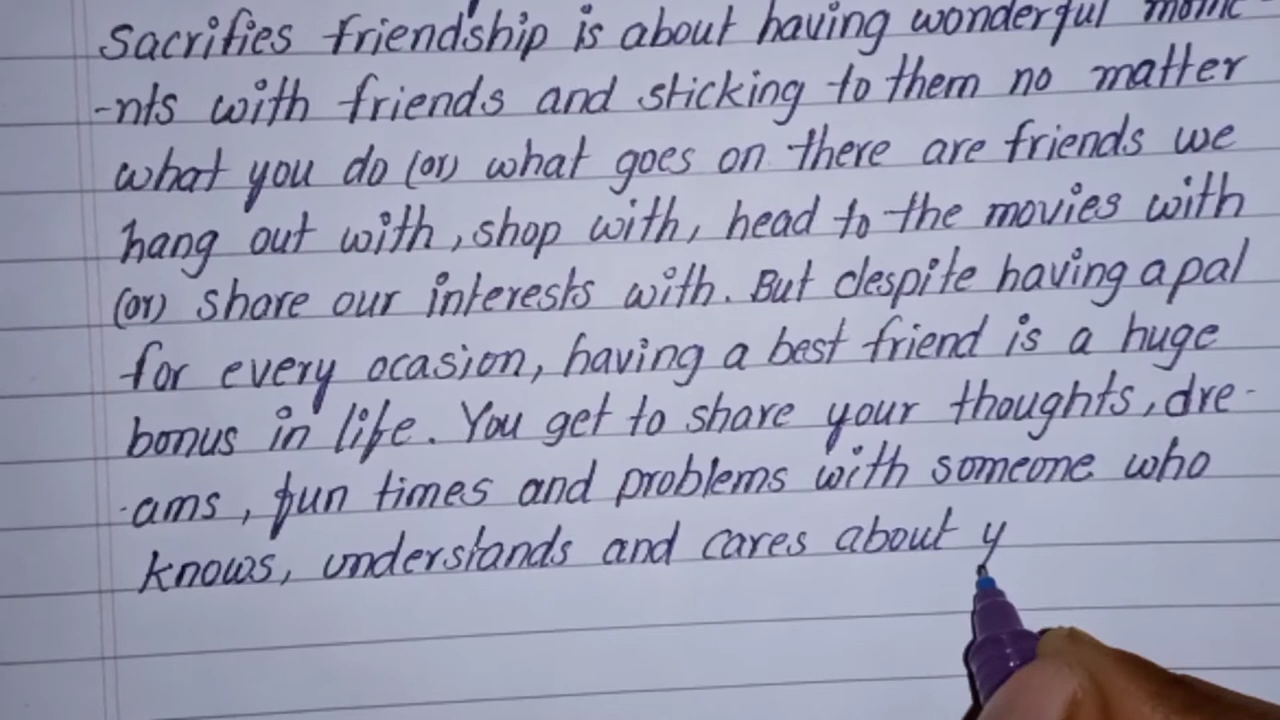 Sacrifies friendship is about having wonderful mome-
-nts with friends and sticking to them no matter
what you do (or) what goes on there are friends we
hang out with, shop with, head to the movies with
(or) share our interests with. But despite having a pal
for every ocasion, having a best friend is a huge
bonus in life. You get to share your thoughts, dre-
-ams, fun times and problems with someone who
knows, understands and cares about y